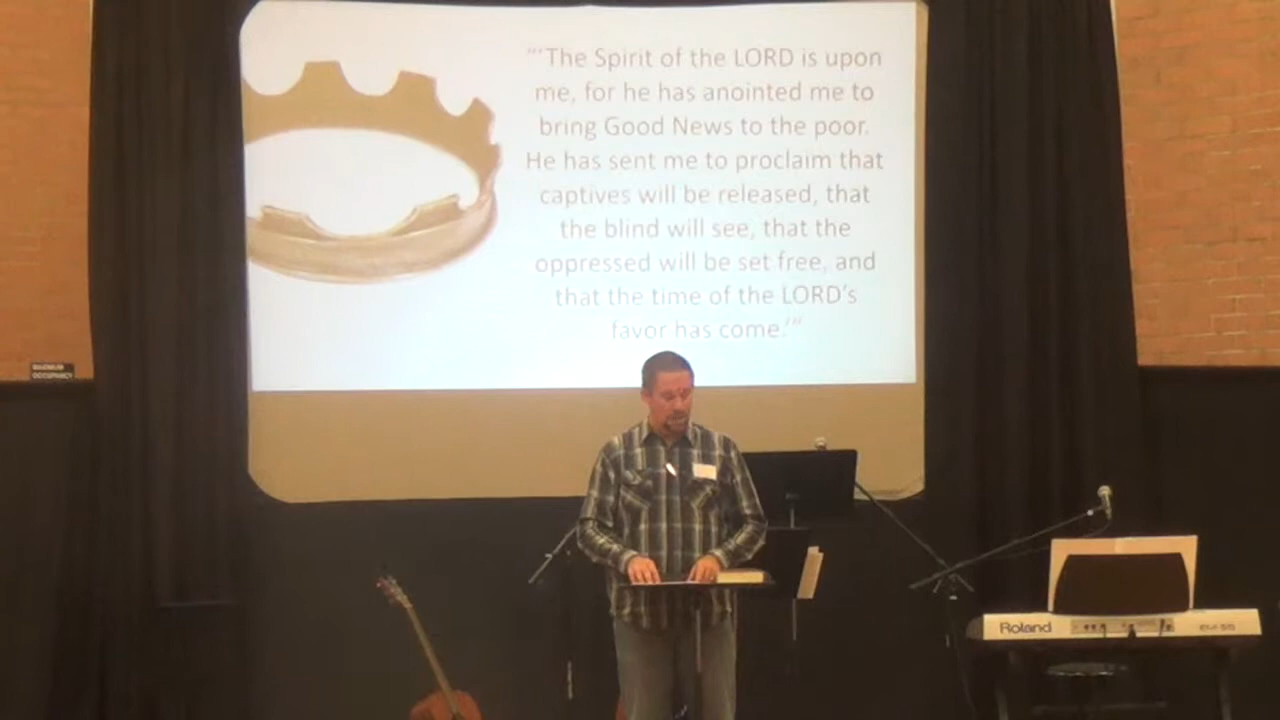 “‘The Spirit of the LORD is upon
me, for he has anointed me to
bring Good News to the poor.
He has sent me to proclaim that
captives will be released, that
the blind will see, that the
oppressed will be set free, and
that the time of the LORD’s
favor has come.’”
MAXIMUM
OCCUPANCY
Roland